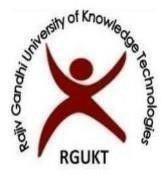 Rajiv Gandhi University of Knowledge Technologies
RGUKT